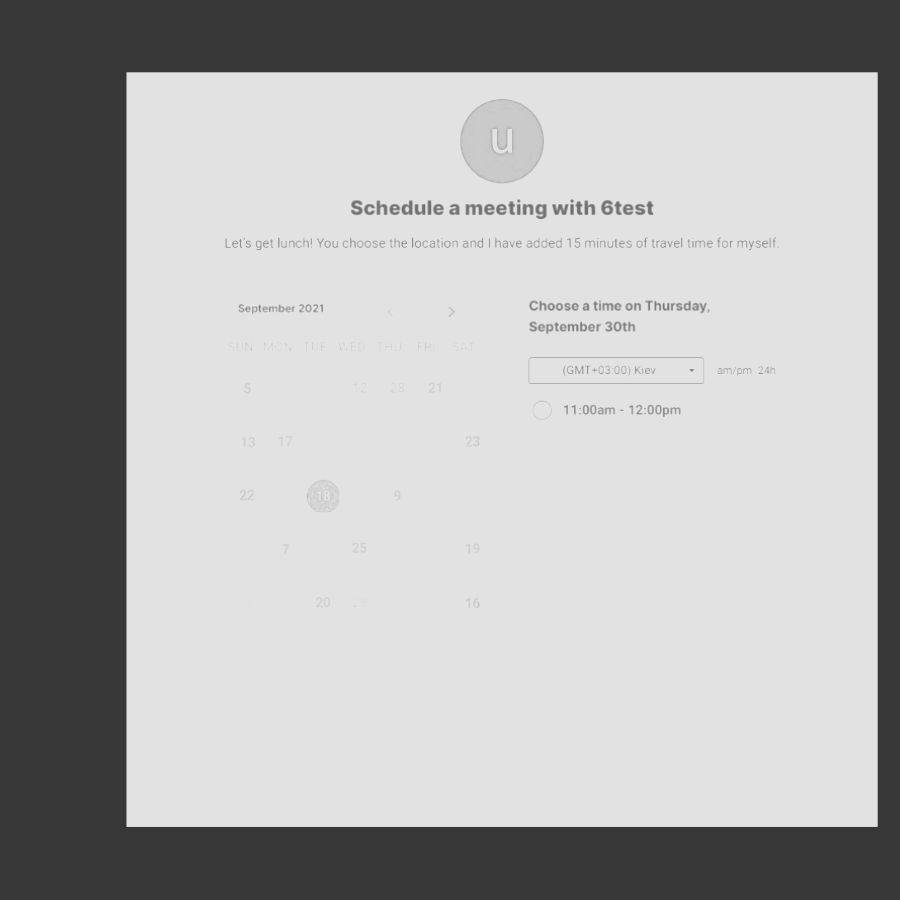 u
Schedule a meeting with 6test
Let's get lunch! You choose the location and I have added 15 minutes of travel time for myself.
September 2021
SUN MON TUE WED THU FRI SAT
5 12 28 21
13 17 23
22 18 9
7 25 19
20 16
Choose a time on Thursday,
September 30th
(GMT+03:00) Kiev am/pm 24h
11:00am - 12:00pm